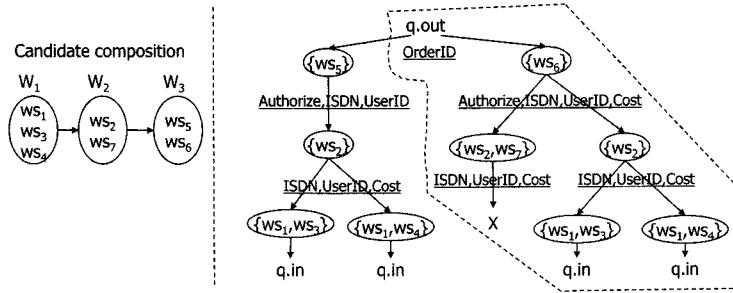 Candidate composition
W1 W2 W3
ws1
ws3
ws4
ws2
ws7
ws5
ws6
q.out
OrderID
{ws5} {ws6}
Authorize,ISDN,UserID Authorize,ISDN,UserID,Cost
{ws2} {ws2,ws7} {ws2}
ISDN,UserID,Cost ISDN,UserID,Cost ISDN,UserID,Cost
{ws1,ws3} {ws1,ws4} X {ws1,ws3} {ws1,ws4}
q.in q.in q.in q.in